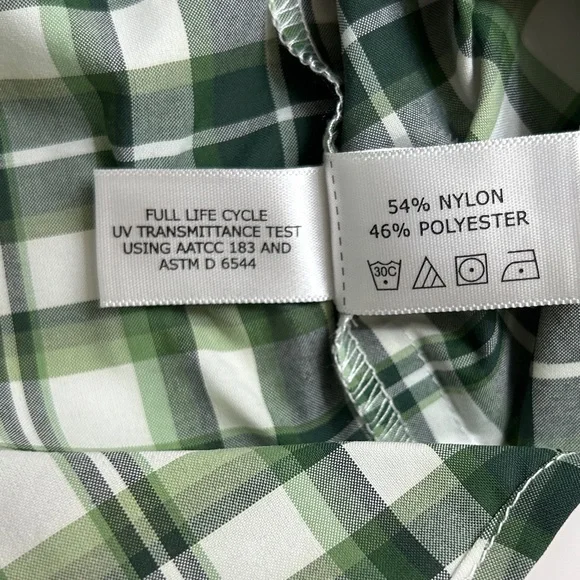 FULL LIFE CYCLE
UV TRANSMITTANCE TEST
USING AATCC 183 AND
ASTM D 6544
54% NYLON
46% POLYESTER
30C